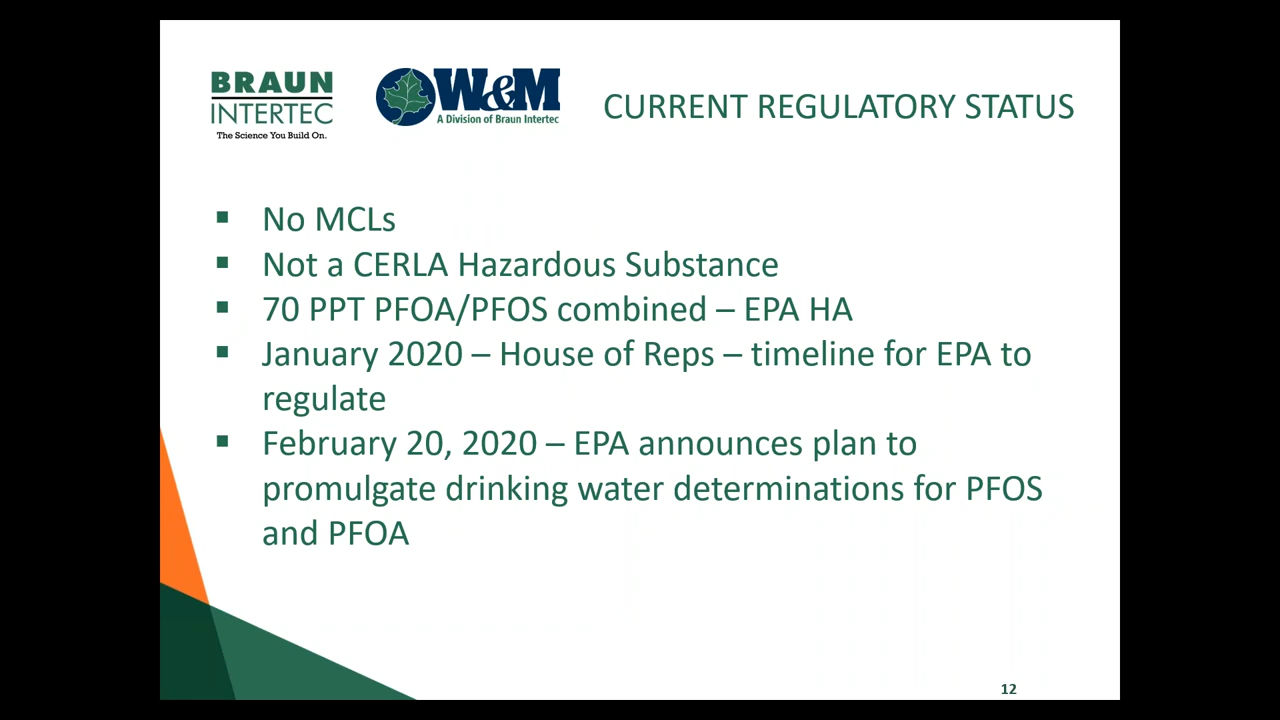 BRAUN
INTERTEC
The Science You Build On.
W&M
A Division of Braun Intertec
CURRENT REGULATORY STATUS
▪ No MCLs
▪ Not a CERLA Hazardous Substance
▪ 70 PPT PFOA/PFOS combined – EPA HA
▪ January 2020 – House of Reps – timeline for EPA to
regulate
▪ February 20, 2020 – EPA announces plan to
promulgate drinking water determinations for PFOS
and PFOA
12